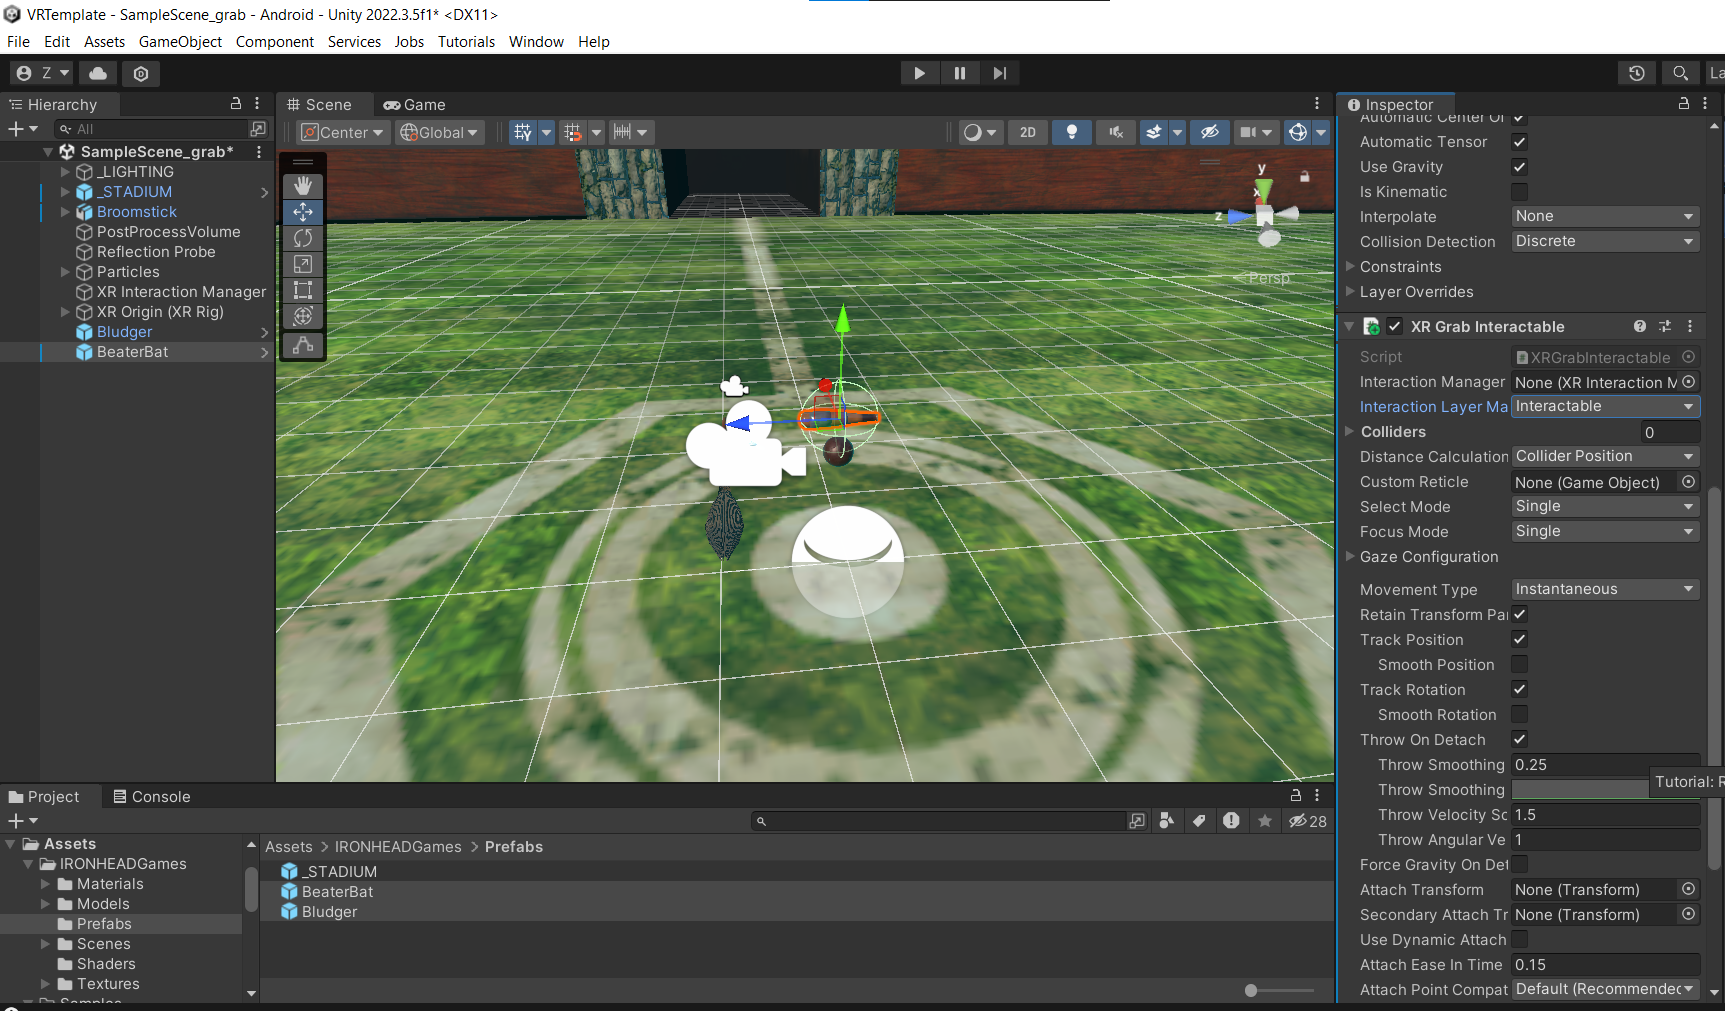 VRTemplate - SampleScene_grab - Android - Unity 2022.3.5f1* <DX11>
File Edit Assets GameObject Component Services Jobs Tutorials Window Help
Z
La
Hierarchy
All
SampleScene_grab*
_LIGHTING
_STADIUM
Broomstick
PostProcessVolume
Reflection Probe
Particles
XR Interaction Manager
XR Origin (XR Rig)
Bludger
BeaterBat
Scene Game
Center Global 2D
y
x
z
Persp
Inspector
Automatic Center Of
Automatic Tensor
Use Gravity
Is Kinematic
Interpolate None
Collision Detection Discrete
Constraints
Layer Overrides
XR Grab Interactable
Script XRGrabInteractable
Interaction Manager None (XR Interaction M
Interaction Layer Ma Interactable
Colliders 0
Distance Calculation Collider Position
Custom Reticle None (Game Object)
Select Mode Single
Focus Mode Single
Gaze Configuration
Movement Type Instantaneous
Retain Transform Pa
Track Position
Smooth Position
Track Rotation
Smooth Rotation
Throw On Detach
Throw Smoothing 0.25
Throw Smoothing
Tutorial: R
Throw Velocity Sc 1.5
Throw Angular Ve 1
Force Gravity On Det
Attach Transform None (Transform)
Secondary Attach Tr None (Transform)
Use Dynamic Attach
Attach Ease In Time 0.15
Attach Point Compat Default (Recommended
Project Console
28
Assets
IRONHEADGames
Materials
Models
Prefabs
Scenes
Shaders
Textures
Samples
Assets > IRONHEADGames > Prefabs
_STADIUM
BeaterBat
Bludger